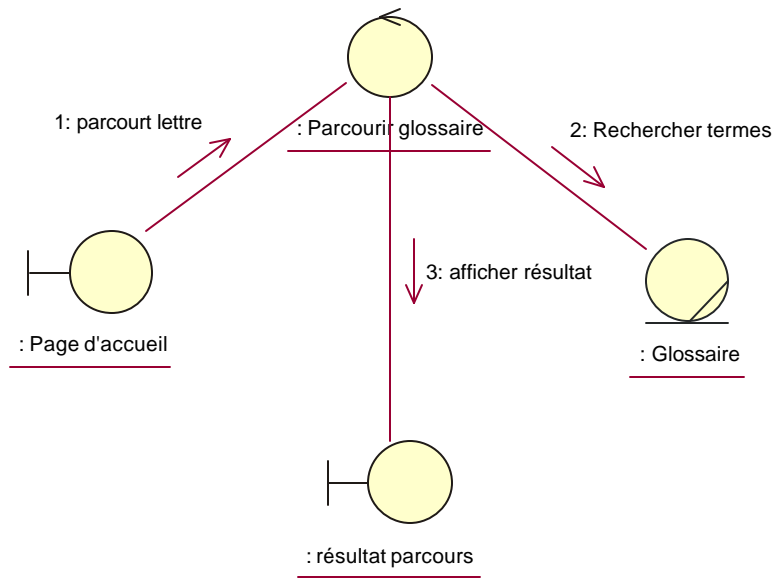 1: parcourt lettre
: Parcourir glossaire
2: Rechercher termes
3: afficher résultat
: Page d'accueil
: Glossaire
: résultat parcours